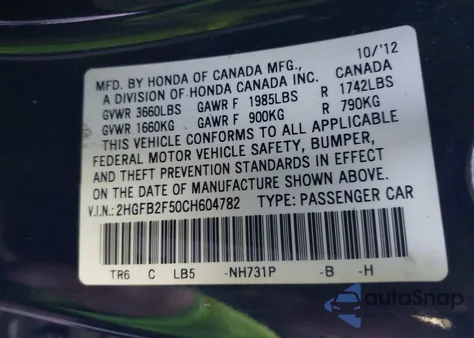 10/'12
MFD. BY HONDA OF CANADA MFG.,
A DIVISION OF HONDA CANADA INC. CANADA
GVWR 3660LBS GAWR F 1985LBS R 1742LBS
GVWR 1660KG GAWR F 900KG R 790KG
THIS VEHICLE CONFORMS TO ALL APPLICABLE
FEDERAL MOTOR VEHICLE SAFETY, BUMPER,
AND THEFT PREVENTION STANDARDS IN EFFECT
ON THE DATE OF MANUFACTURE SHOWN ABOVE.
V.I.N.: 2HGFB2F50CH604782 TYPE: PASSENGER CAR
TR6 C LB5 -NH731P -B -H
autoSnap